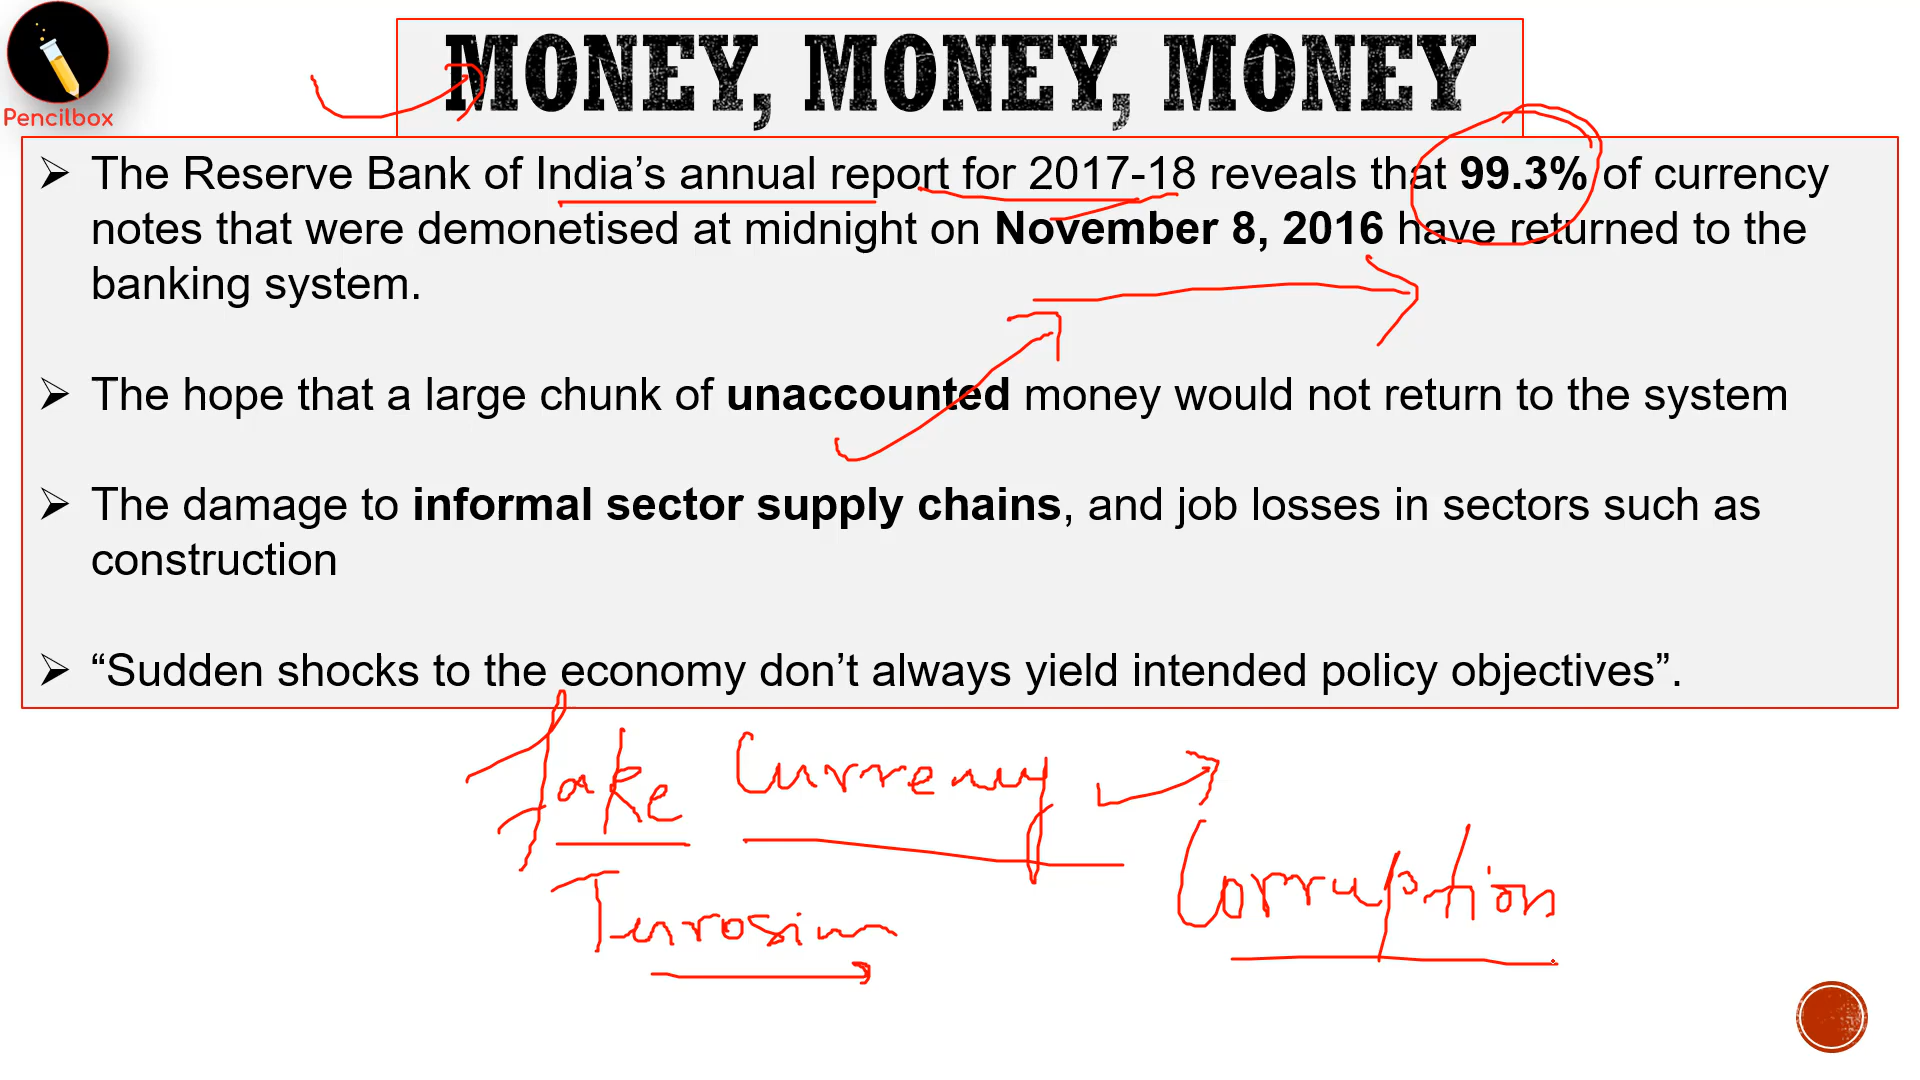 MONEY, MONEY, MONEY
Pencilbox
➢ The Reserve Bank of India’s annual report for 2017-18 reveals that 99.3% of currency
notes that were demonetised at midnight on November 8, 2016 have returned to the
banking system.
➢ The hope that a large chunk of unaccounted money would not return to the system
➢ The damage to informal sector supply chains, and job losses in sectors such as
construction
➢ “Sudden shocks to the economy don’t always yield intended policy objectives”.
Fake Currency
Corruption
Terrosim